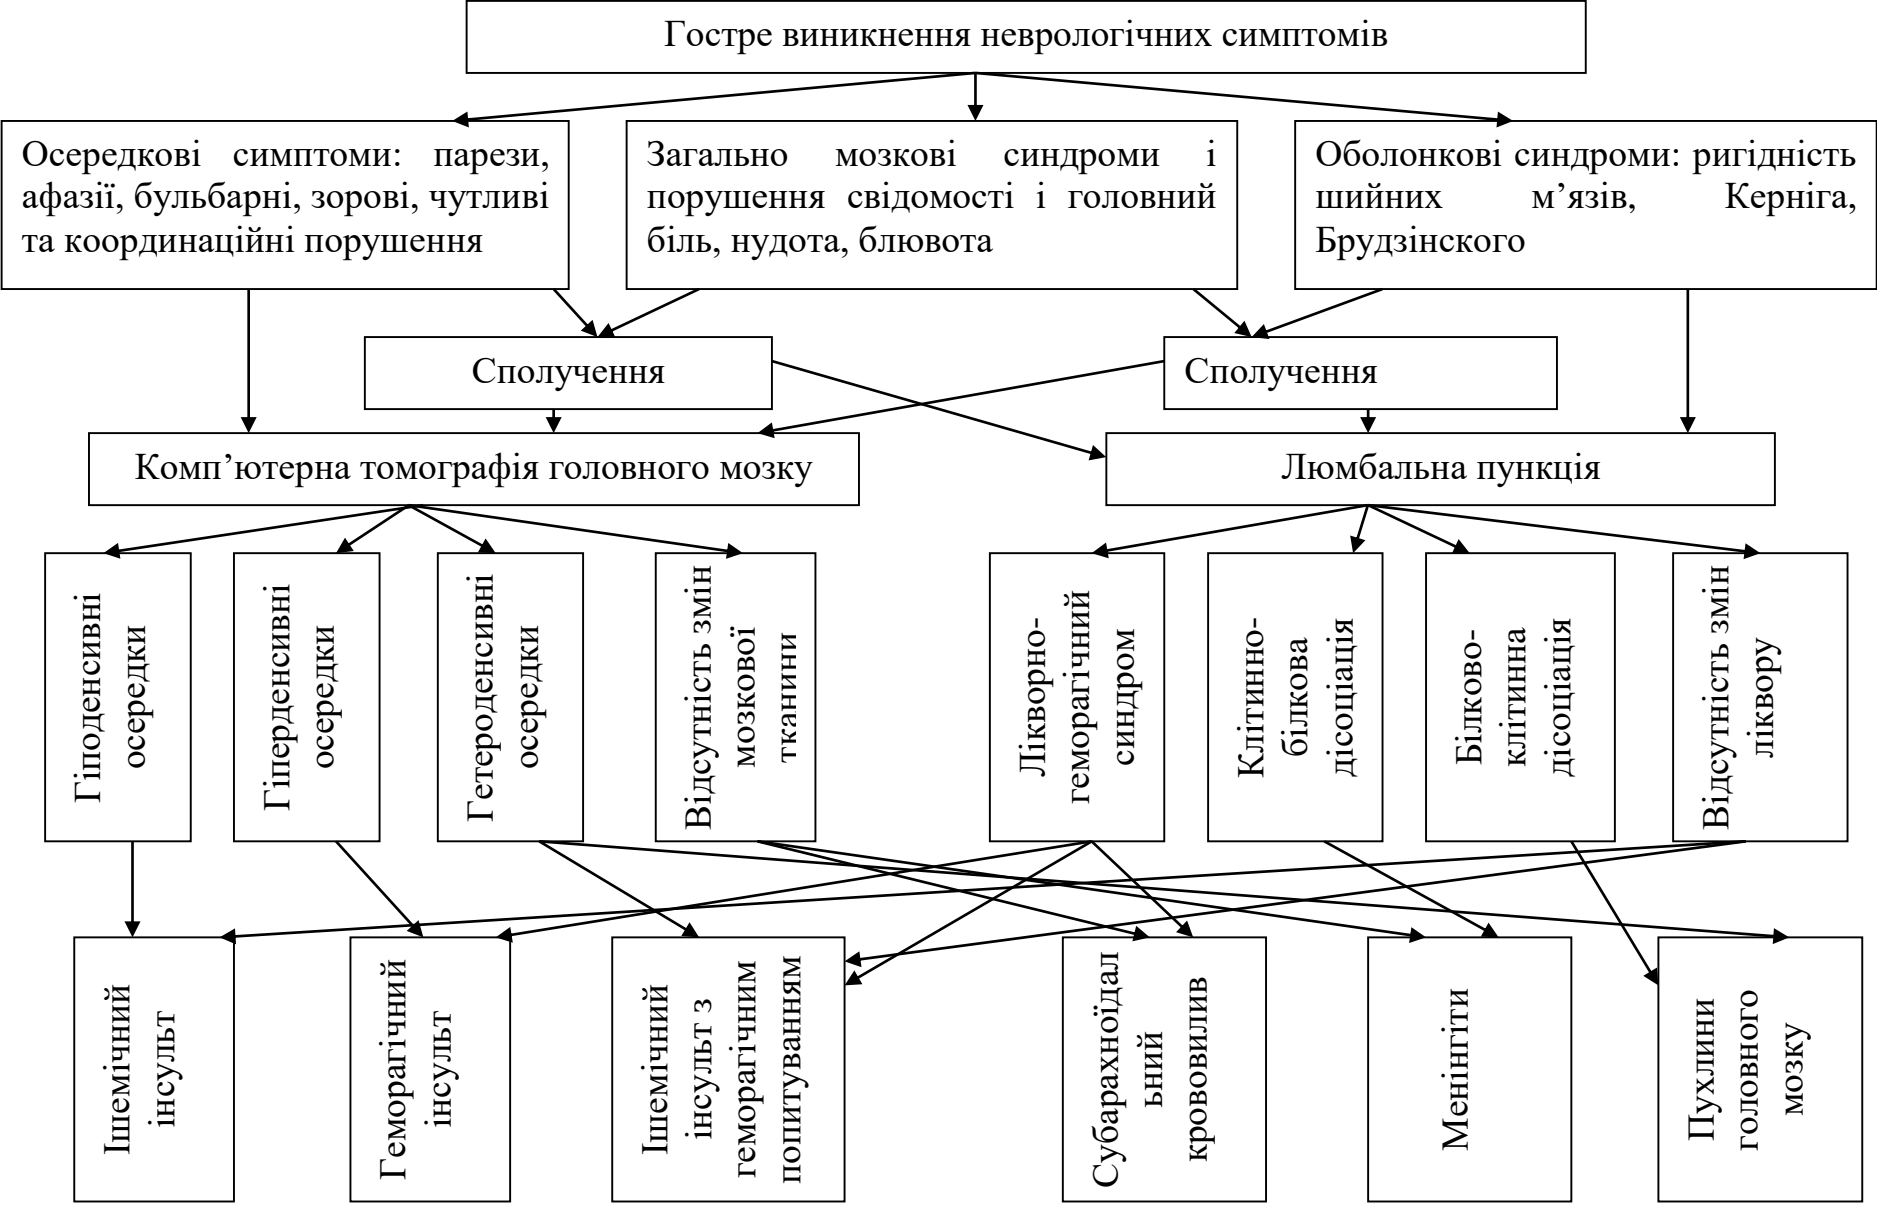 Гостре виникнення неврологічних симптомів
Осередкові симптоми: парези,
афазії, бульбарні, зорові, чутливі
та координаційні порушення
Загально мозкові синдроми і
порушення свідомості і головний
біль, нудота, блювота
Оболонкові синдроми: ригідність
шийних м’язів, Керніга,
Брудзінского
Сполучення
Сполучення
Комп’ютерна томографія головного мозку
Люмбальна пункція
Гіподенсивні
осередки
Гіперденсивні
осередки
Гетероденсивні
осередки
Відсутність змін
мозкової
тканини
Лікворно-
геморагічний
синдром
Клітинно-
білкова
дісоціація
Білково-
клітинна
дісоціація
Відсутність змін
ліквору
Ішемічний
інсульт
Геморагічний
інсульт
Ішемічний
інсульт з
геморагічним
попитуванням
Субарахноїдал
ьний
крововилив
Менінгіти
Пухлини
головного
мозку